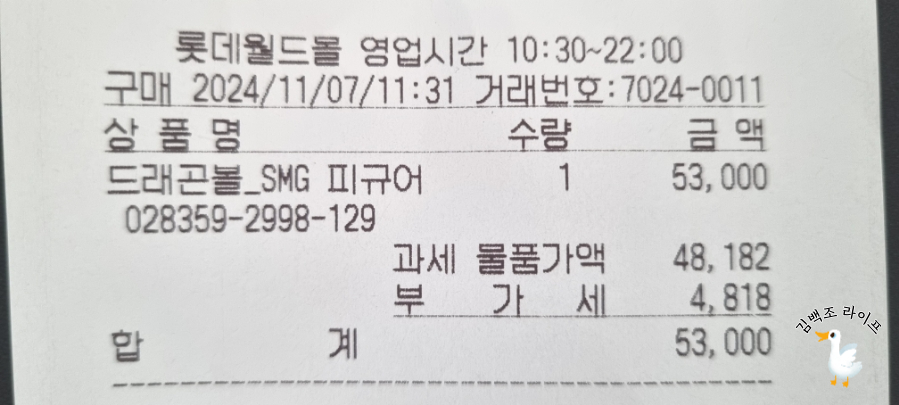 롯데월드몰 영업시간 10:30~22:00
구매 2024/11/07/11:31 거래번호:7024-0011
상 품 명 수량 금 액
드래곤볼_SMG 피규어 1 53,000
028359-2998-129
과세 물품가액 48,182
부 가 세 4,818
합 계 53,000
김백조 라이프